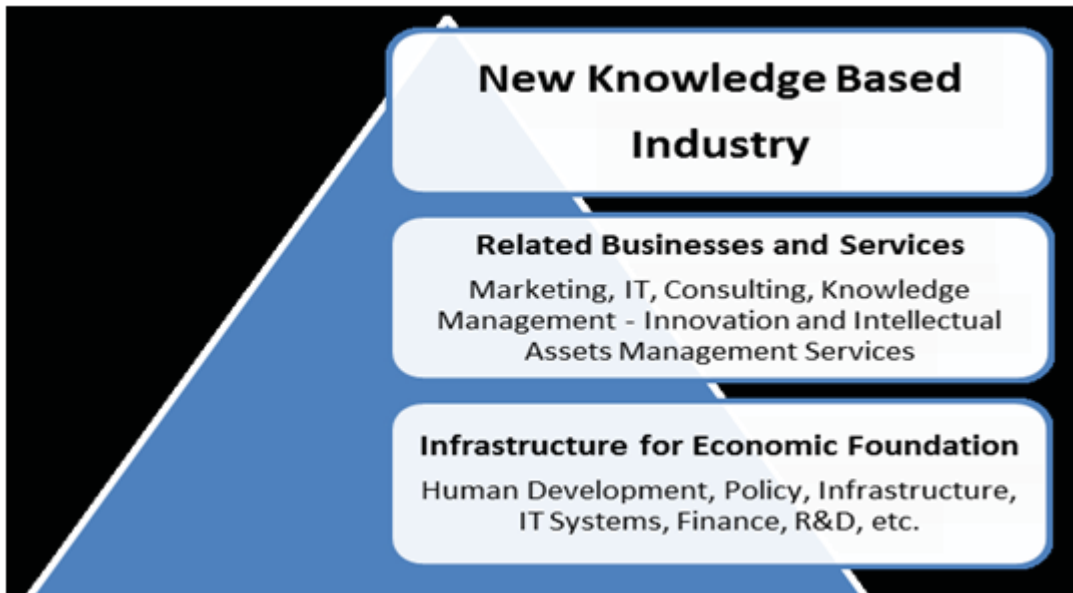 New Knowledge Based
Industry
Related Businesses and Services
Marketing, IT, Consulting, Knowledge
Management - Innovation and Intellectual
Assets Management Services
Infrastructure for Economic Foundation
Human Development, Policy, Infrastructure,
IT Systems, Finance, R&D, etc.